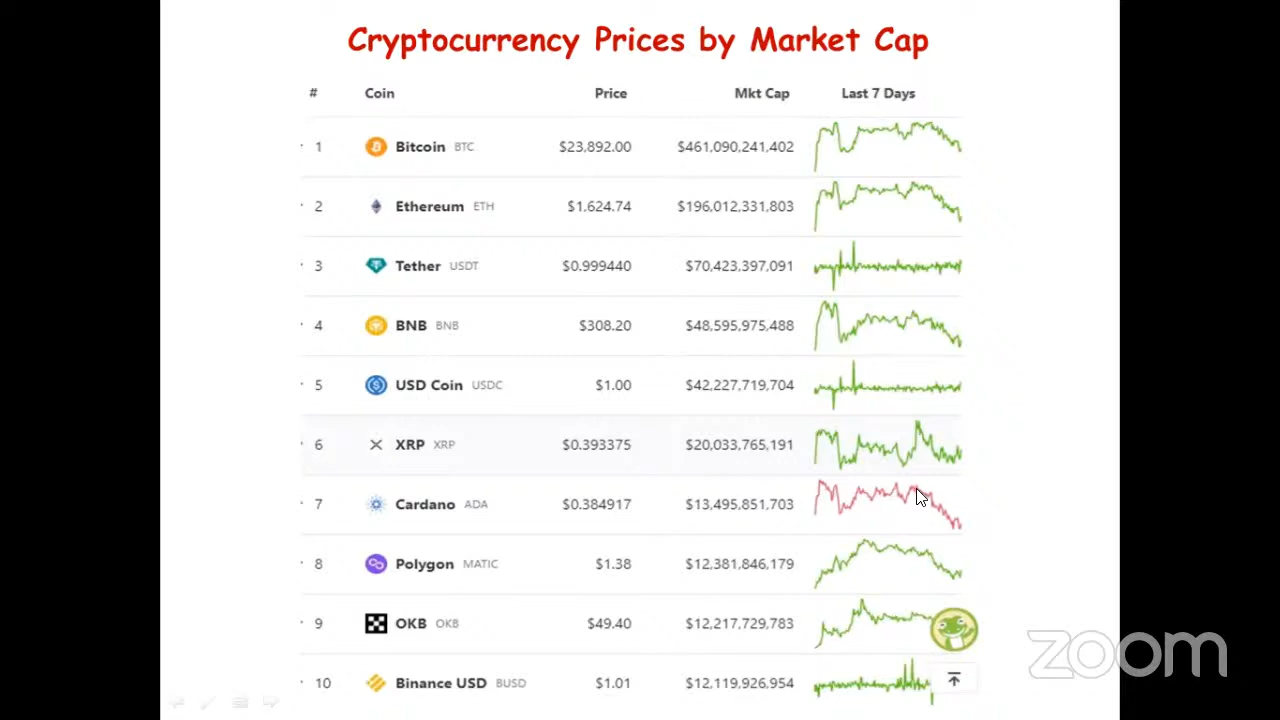 Cryptocurrency Prices by Market Cap
# Coin Price Mkt Cap Last 7 Days
1 Bitcoin BTC $23,892.00 $461,090,241,402
2 Ethereum ETH $1,624.74 $196,012,331,803
3 Tether USDT $0.999440 $70,423,397,091
4 BNB BNB $308.20 $48,595,975,488
5 USD Coin USDC $1.00 $42,227,719,704
6 XRP XRP $0.393375 $20,033,765,191
7 Cardano ADA $0.384917 $13,495,851,703
8 Polygon MATIC $1.38 $12,381,846,179
9 OKB OKB $49.40 $12,217,729,783
10 Binance USD BUSD $1.01 $12,119,926,954
zoom